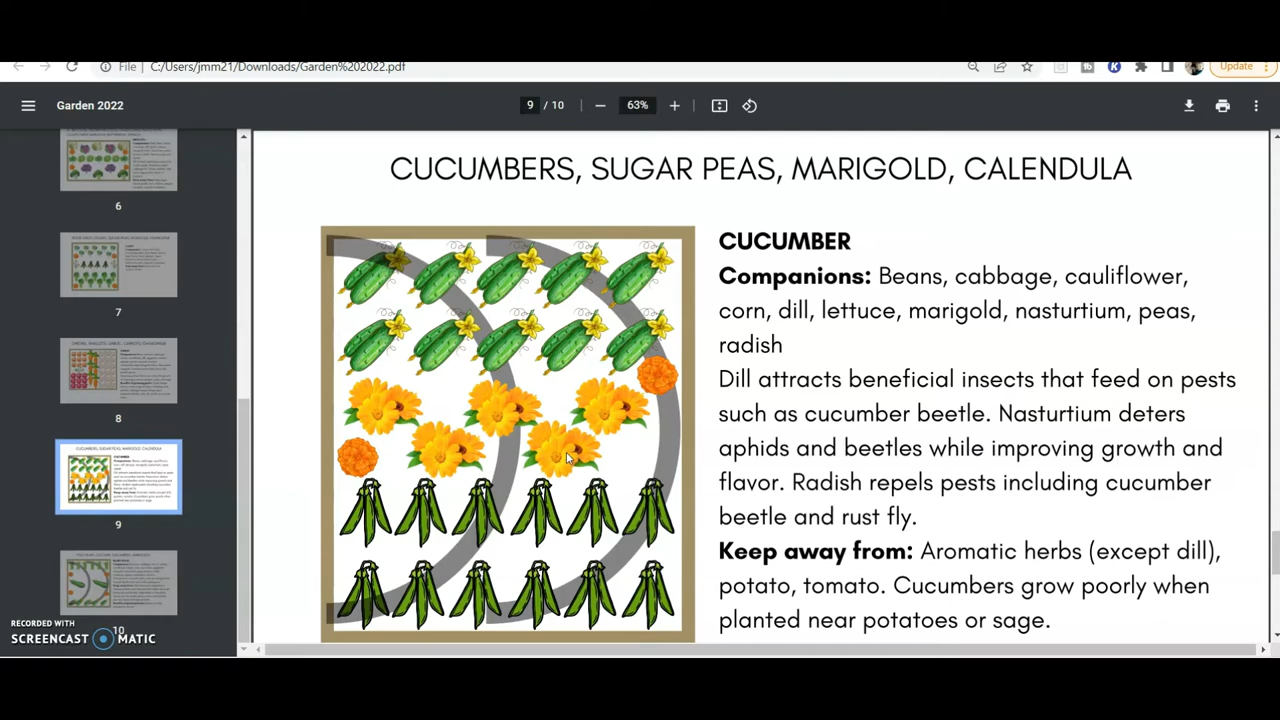 File C:/Users/jmm21/Downloads/Garden%202022.pdf
Update
Garden 2022
9 / 10
63%
6
7
8
9
10
CUCUMBERS, SUGAR PEAS, MARIGOLD, CALENDULA
CUCUMBER
Companions: Beans, cabbage, cauliflower,
corn, dill, lettuce, marigold, nasturtium, peas,
radish
Dill attracts beneficial insects that feed on pests
such as cucumber beetle. Nasturtium deters
aphids and beetles while improving growth and
flavor. Radish repels pests including cucumber
beetle and rust fly.
Keep away from: Aromatic herbs (except dill),
potato, tomato. Cucumbers grow poorly when
planted near potatoes or sage.
RECORDED WITH
SCREENCAST MATIC